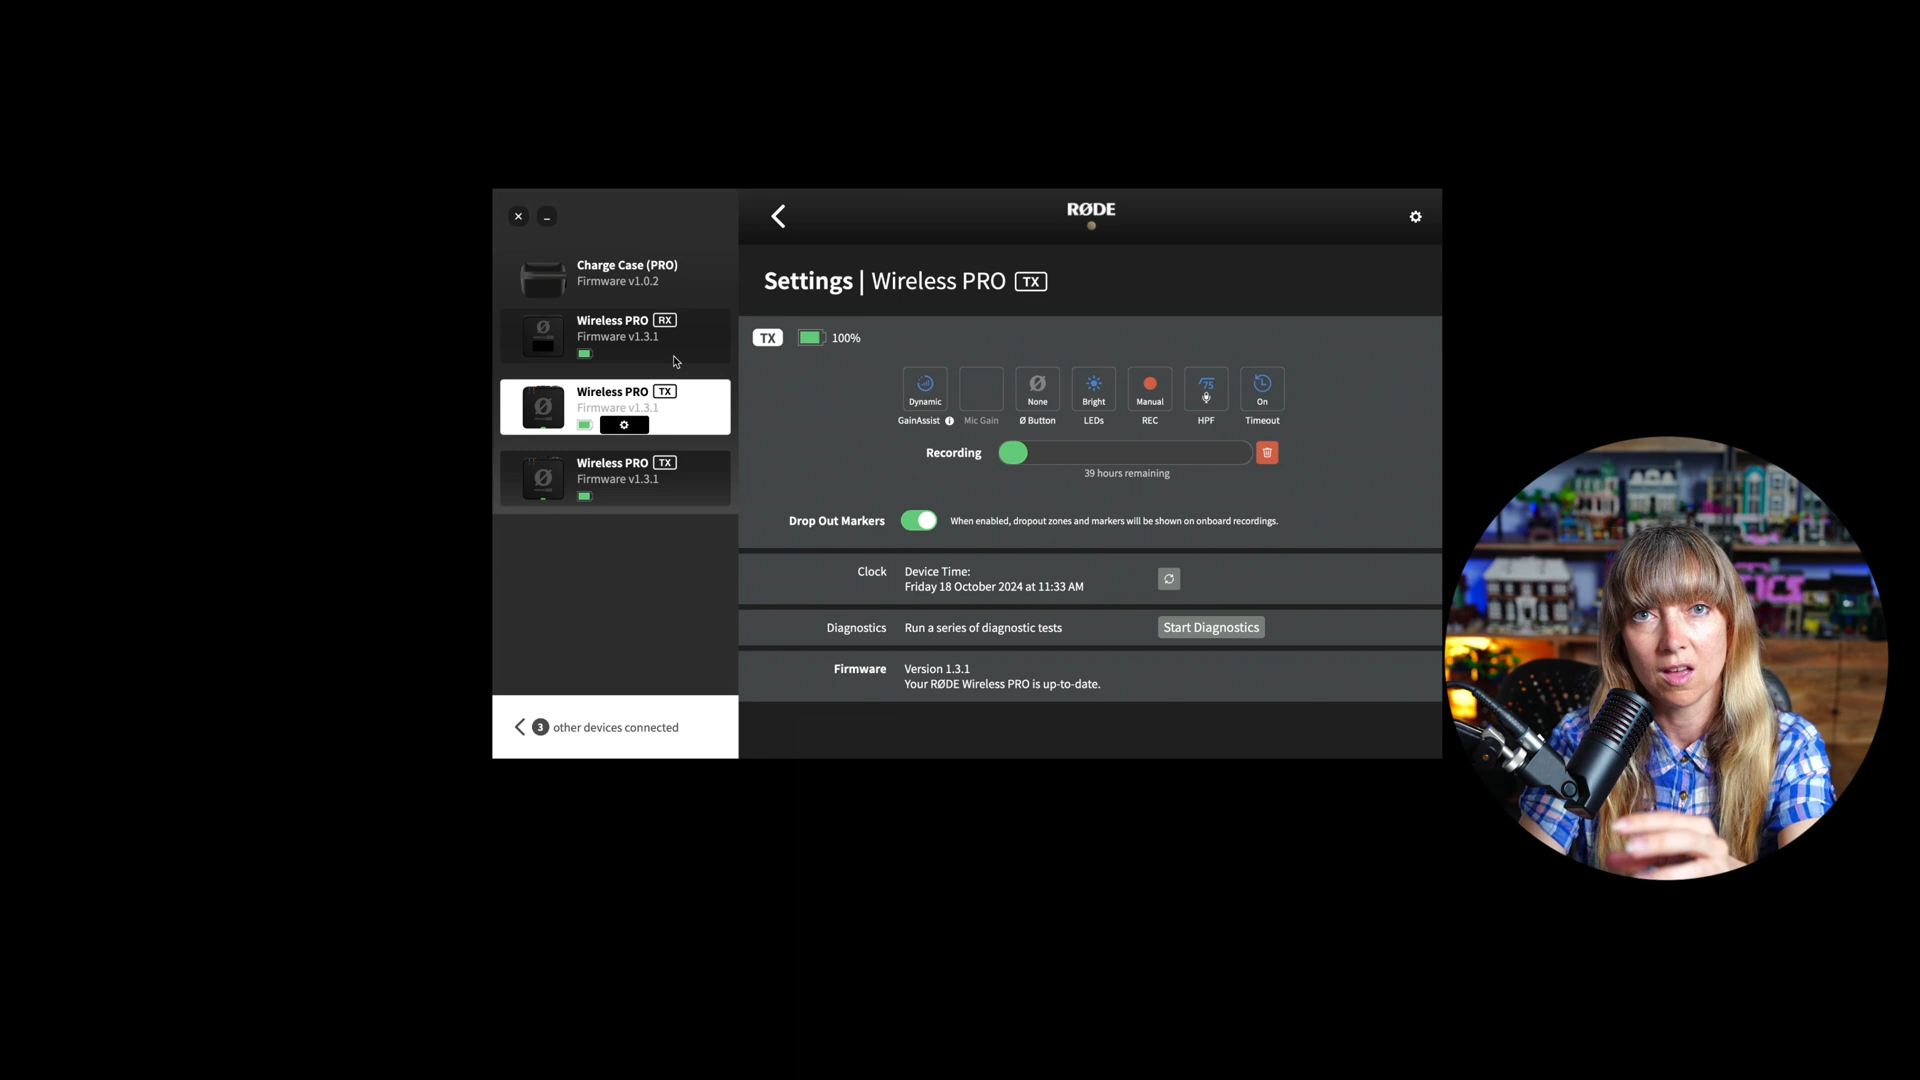 Charge Case (PRO)
Firmware v1.0.2
Wireless PRO RX
Firmware v1.3.1
Wireless PRO TX
Firmware v1.3.1
Wireless PRO TX
Firmware v1.3.1
3 other devices connected
RØDE
Settings | Wireless PRO TX
TX 100%
Dynamic None Bright Manual 75 On
GainAssist Mic Gain Ø Button LEDs REC HPF Timeout
Recording
39 hours remaining
Drop Out Markers When enabled, dropout zones and markers will be shown on onboard recordings.
Clock Device Time:
Friday 18 October 2024 at 11:33 AM
Diagnostics Run a series of diagnostic tests Start Diagnostics
Firmware Version 1.3.1
Your RØDE Wireless PRO is up-to-date.